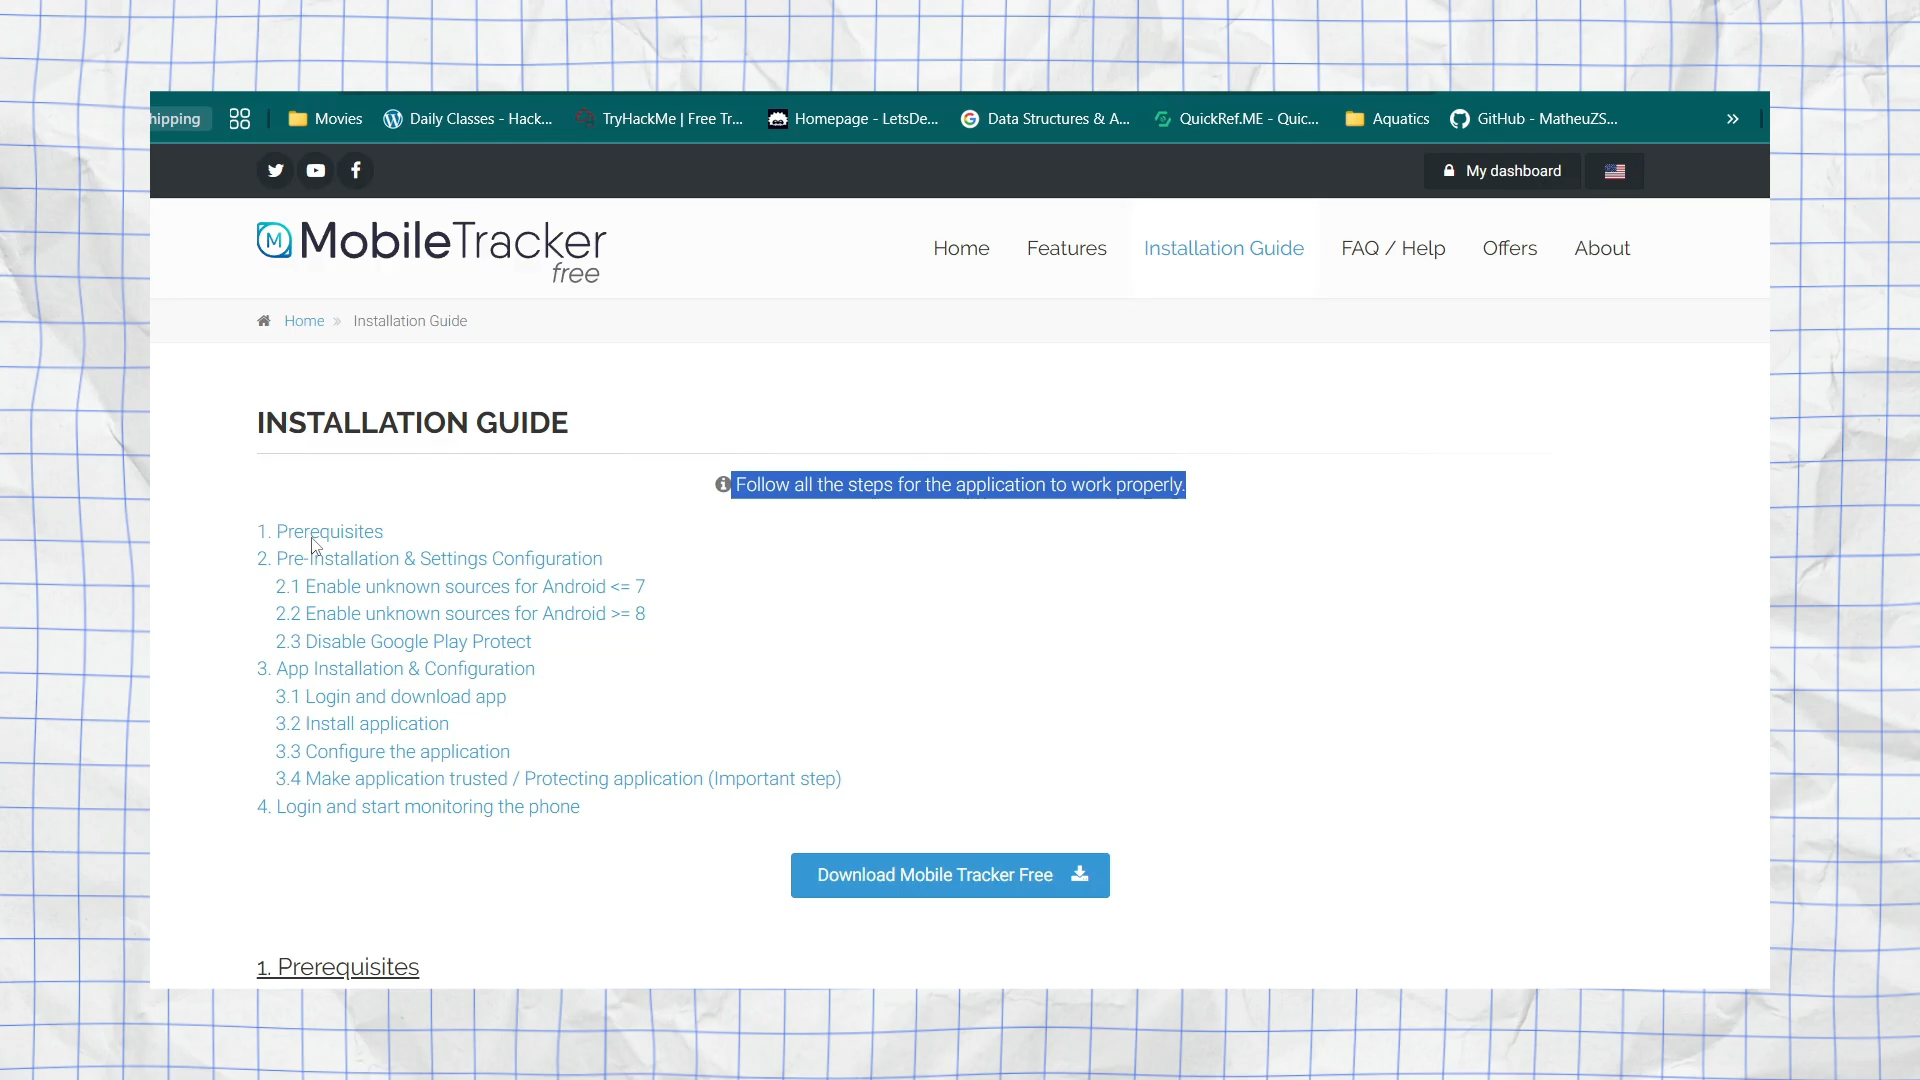 hipping Movies Daily Classes - Hack... TryHackMe | Free Tr... Homepage - LetsDe... Data Structures & A... QuickRef.ME - Quic... Aquatics GitHub - MatheuZS... »
My dashboard
M MobileTracker
free
Home Features Installation Guide FAQ / Help Offers About
Home » Installation Guide
INSTALLATION GUIDE
Follow all the steps for the application to work properly.
1. Prerequisites
2. Pre-Installation & Settings Configuration
2.1 Enable unknown sources for Android <= 7
2.2 Enable unknown sources for Android >= 8
2.3 Disable Google Play Protect
3. App Installation & Configuration
3.1 Login and download app
3.2 Install application
3.3 Configure the application
3.4 Make application trusted / Protecting application (Important step)
4. Login and start monitoring the phone
Download Mobile Tracker Free
1. Prerequisites